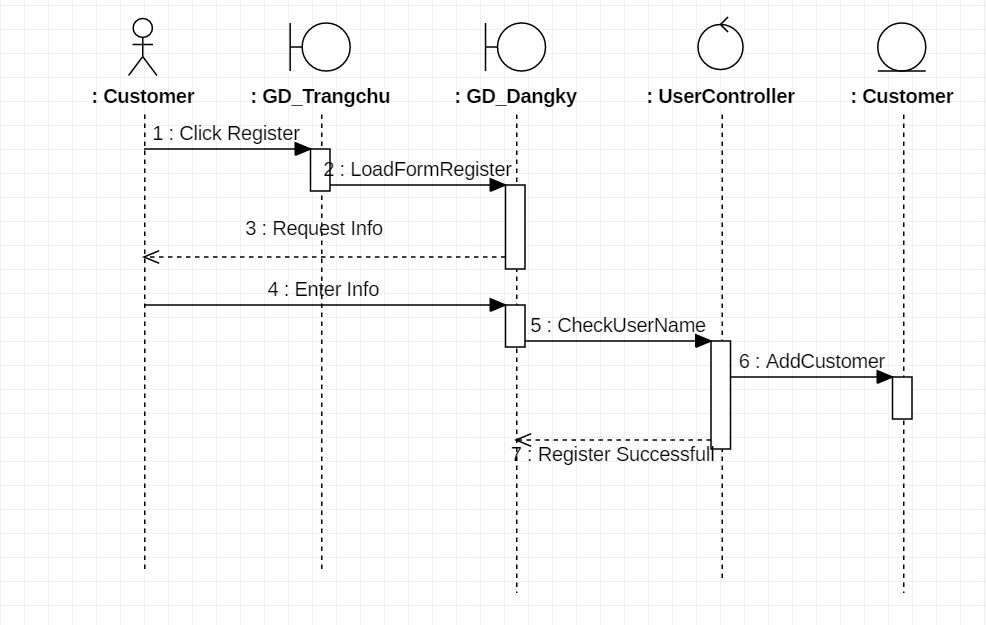 : Customer
: GD_Trangchu
: GD_Dangky
: UserController
: Customer
1 : Click Register
2 : LoadFormRegister
3 : Request Info
4 : Enter Info
5 : CheckUserName
6 : AddCustomer
7 : Register Successfull